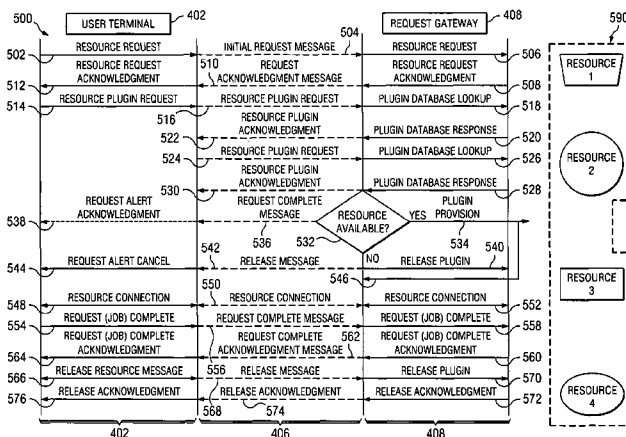 500
USER TERMINAL
402
REQUEST GATEWAY
408
590
RESOURCE REQUEST
INITIAL REQUEST MESSAGE
504
RESOURCE REQUEST
502
506
RESOURCE REQUEST
ACKNOWLEDGMENT
510
REQUEST
ACKNOWLEDGMENT MESSAGE
RESOURCE REQUEST
ACKNOWLEDGMENT
512
508
RESOURCE
1
514
RESOURCE PLUGIN REQUEST
RESOURCE PLUGIN REQUEST
PLUGIN DATABASE LOOKUP
516
518
RESOURCE PLUGIN
ACKNOWLEDGMENT
PLUGIN DATABASE RESPONSE
522
520
RESOURCE PLUGIN REQUEST
PLUGIN DATABASE LOOKUP
524
526
RESOURCE
2
RESOURCE PLUGIN
ACKNOWLEDGMENT
PLUGIN DATABASE RESPONSE
530
528
REQUEST ALERT
ACKNOWLEDGMENT
REQUEST COMPLETE
MESSAGE
RESOURCE
AVAILABLE?
YES
PLUGIN
PROVISION
538
536
532
534
NO
542
540
REQUEST ALERT CANCEL
RELEASE MESSAGE
RELEASE PLUGIN
544
546
550
RESOURCE CONNECTION
RESOURCE CONNECTION
RESOURCE CONNECTION
548
552
RESOURCE
3
REQUEST (JOB) COMPLETE
REQUEST COMPLETE MESSAGE
REQUEST (JOB) COMPLETE
554
558
REQUEST (JOB) COMPLETE
ACKNOWLEDGMENT
REQUEST COMPLETE
ACKNOWLEDGMENT MESSAGE
562
REQUEST (JOB) COMPLETE
ACKNOWLEDGMENT
564
556
560
RELEASE RESOURCE MESSAGE
RELEASE MESSAGE
RELEASE PLUGIN
566
568
570
RELEASE ACKNOWLEDGMENT
RELEASE ACKNOWLEDGMENT
RELEASE ACKNOWLEDGMENT
576
574
572
RESOURCE
4
402
406
408